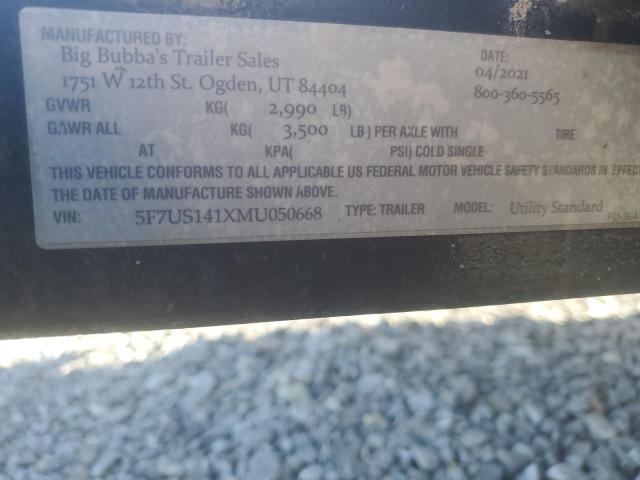 MANUFACTURED BY: DATE:
Big Bubba's Trailer Sales 04/2021
1751 W 12th St. Ogden, UT 84404 800-360-5565
GVWR KG( 2,990 LB)
GAWR ALL KG( 3,500 LB) PER AXLE WITH TIRE
AT KPA( PSI) COLD SINGLE
THIS VEHICLE CONFORMS TO ALL APPLICABLE US FEDERAL MOTOR VEHICLE SAFETY STANDARDS IN EFFEC
THE DATE OF MANUFACTURE SHOWN ABOVE.
VIN: 5F7US141XMU050668 TYPE: TRAILER MODEL: Utility Standard